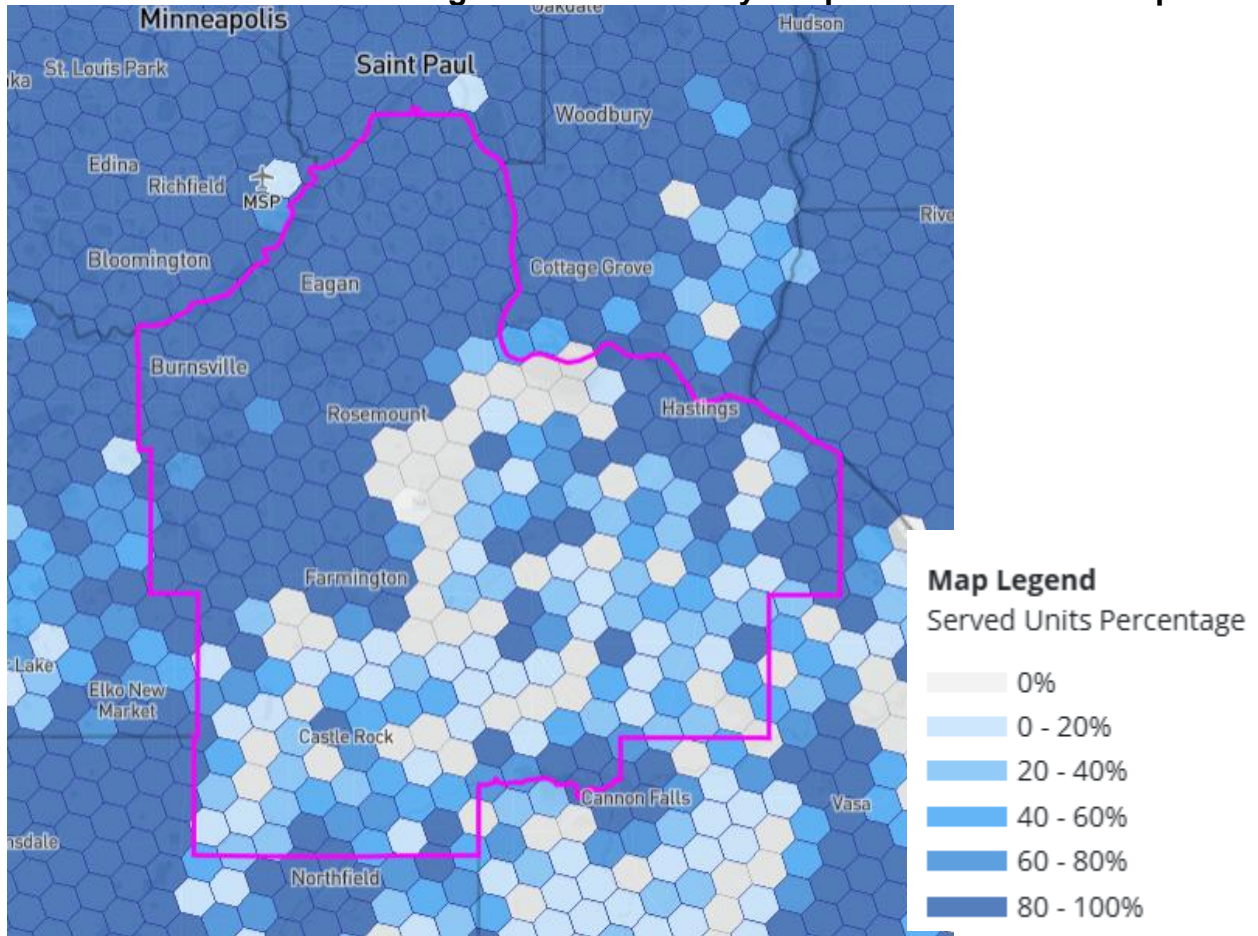 Minneapolis
Oakdale
Hudson
St. Louis Park
Saint Paul
Woodbury
Edina
Richfield
MSP
Bloomington
Eagan
Cottage Grove
Burnsville
Rosemount
Hastings
Farmington
Lake
Elko New
Market
Castle Rock
Cannon Falls
Vasa
Northfield
Map Legend
Served Units Percentage
0%
0 - 20%
20 - 40%
40 - 60%
60 - 80%
80 - 100%